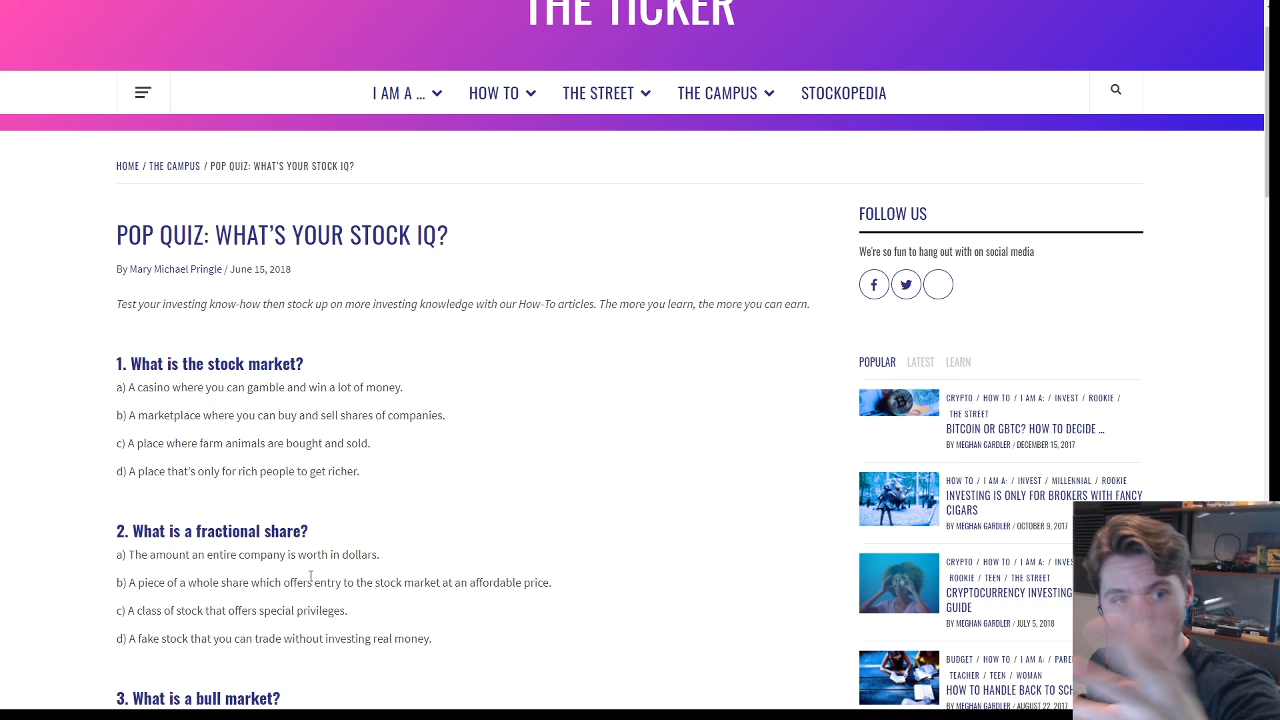 THE TICKER
I AM A ...
HOW TO
THE STREET
THE CAMPUS
STOCKOPEDIA
HOME / THE CAMPUS / POP QUIZ: WHAT'S YOUR STOCK IQ?
POP QUIZ: WHAT'S YOUR STOCK IQ?
By Mary Michael Pringle / June 15, 2018
Test your investing know-how then stock up on more investing knowledge with our How-To articles. The more you learn, the more you can earn.
1. What is the stock market?
a) A casino where you can gamble and win a lot of money.
b) A marketplace where you can buy and sell shares of companies.
c) A place where farm animals are bought and sold.
d) A place that's only for rich people to get richer.
2. What is a fractional share?
a) The amount an entire company is worth in dollars.
b) A piece of a whole share which offers entry to the stock market at an affordable price.
c) A class of stock that offers special privileges.
d) A fake stock that you can trade without investing real money.
3. What is a bull market?
FOLLOW US
We're so fun to hang out with on social media
POPULAR
LATEST
LEARN
CRYPTO / HOW TO / I AM A: / INVEST / ROOKIE /
THE STREET
BITCOIN OR GBTC? HOW TO DECIDE ...
BY MEGHAN GARDLER / DECEMBER 15, 2017
HOW TO / I AM A: / INVEST / MILLENNIAL / ROOKIE
INVESTING IS ONLY FOR BROKERS WITH FANCY
CIGARS
BY MEGHAN GARDLER / OCTOBER 9, 2017
CRYPTO / HOW TO / I AM A: / INVES
ROOKIE / TEEN / THE STREET
CRYPTOCURRENCY INVESTING
GUIDE
BY MEGHAN GARDLER / JULY 5, 2018
BUDGET / HOW TO / I AM A: / PARE
TEACHER / TEEN / WOMAN
HOW TO HANDLE BACK TO SCH
BY MEGHAN GARDLER / AUGUST 22, 2017